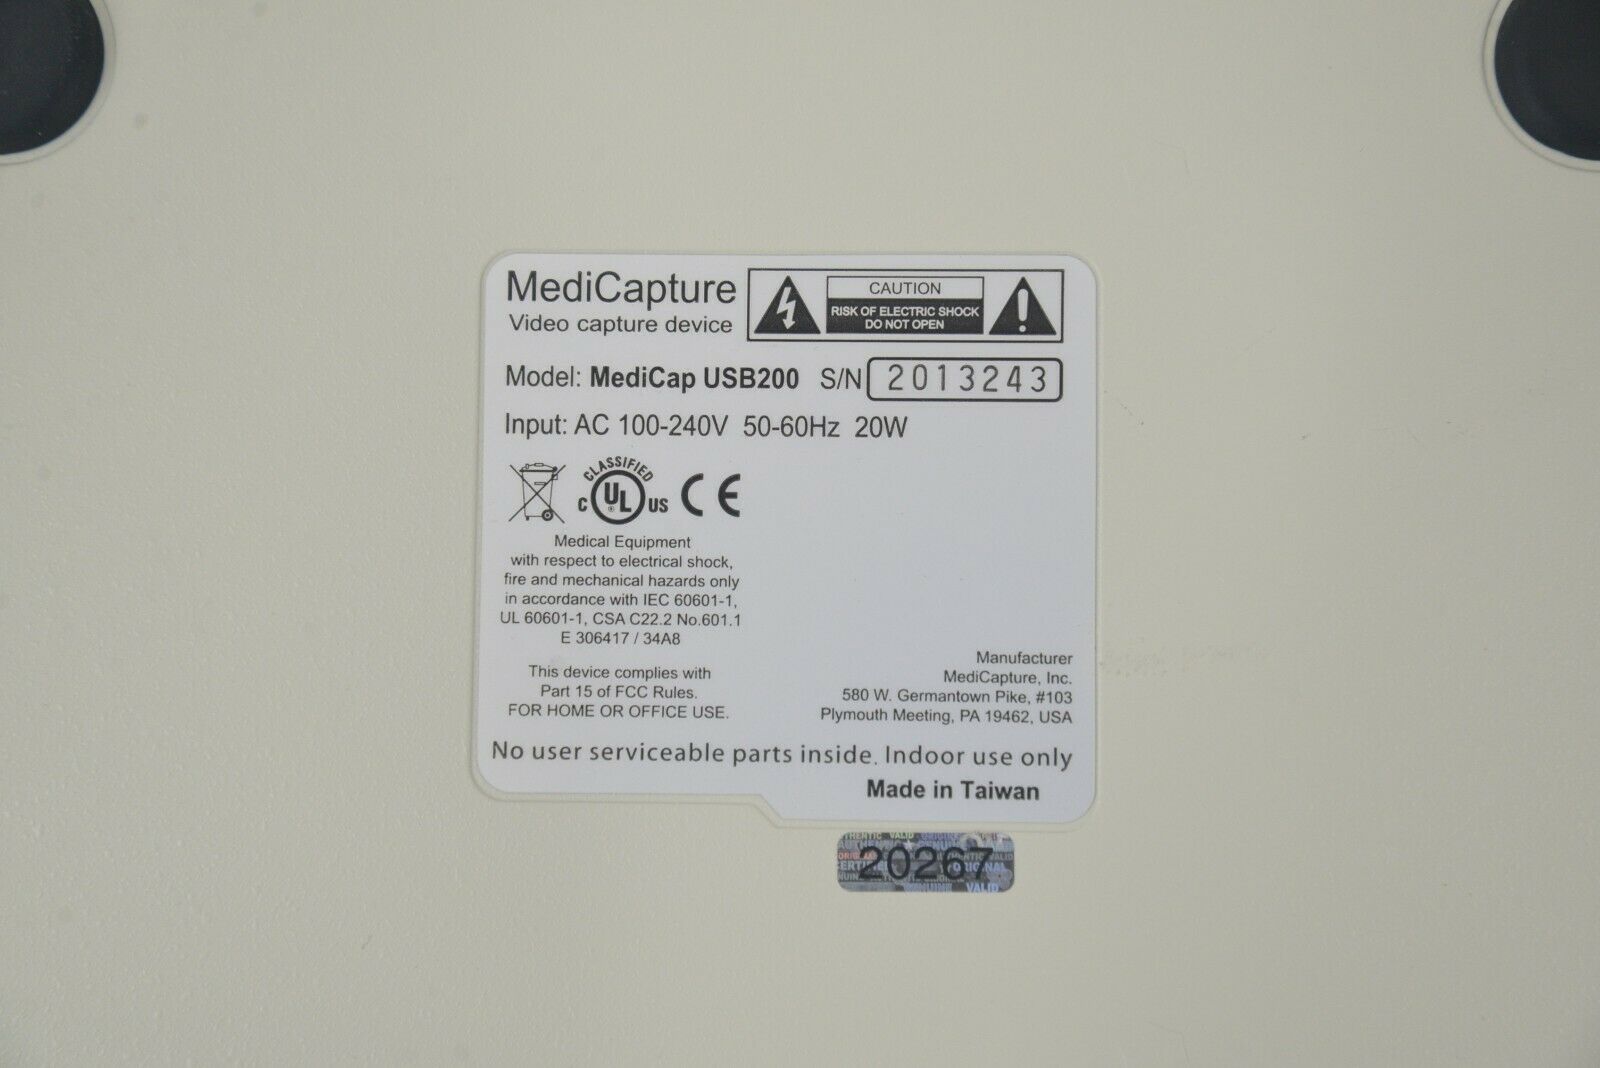 MediCapture
Video capture device
CAUTION
RISK OF ELECTRIC SHOCK
DO NOT OPEN
Model: MediCap USB200 S/N 2013243
Input: AC 100-240V 50-60Hz 20W
CLASSIFIED
C UL US CE
®
Medical Equipment
with respect to electrical shock,
fire and mechanical hazards only
in accordance with IEC 60601-1,
UL 60601-1, CSA C22.2 No.601.1
E 306417 / 34A8
This device complies with
Part 15 of FCC Rules.
FOR HOME OR OFFICE USE.
Manufacturer
MediCapture, Inc.
580 W. Germantown Pike, #103
Plymouth Meeting, PA 19462, USA
No user serviceable parts inside. Indoor use only
Made in Taiwan
20267
VALID
ORIGINAL
VALID